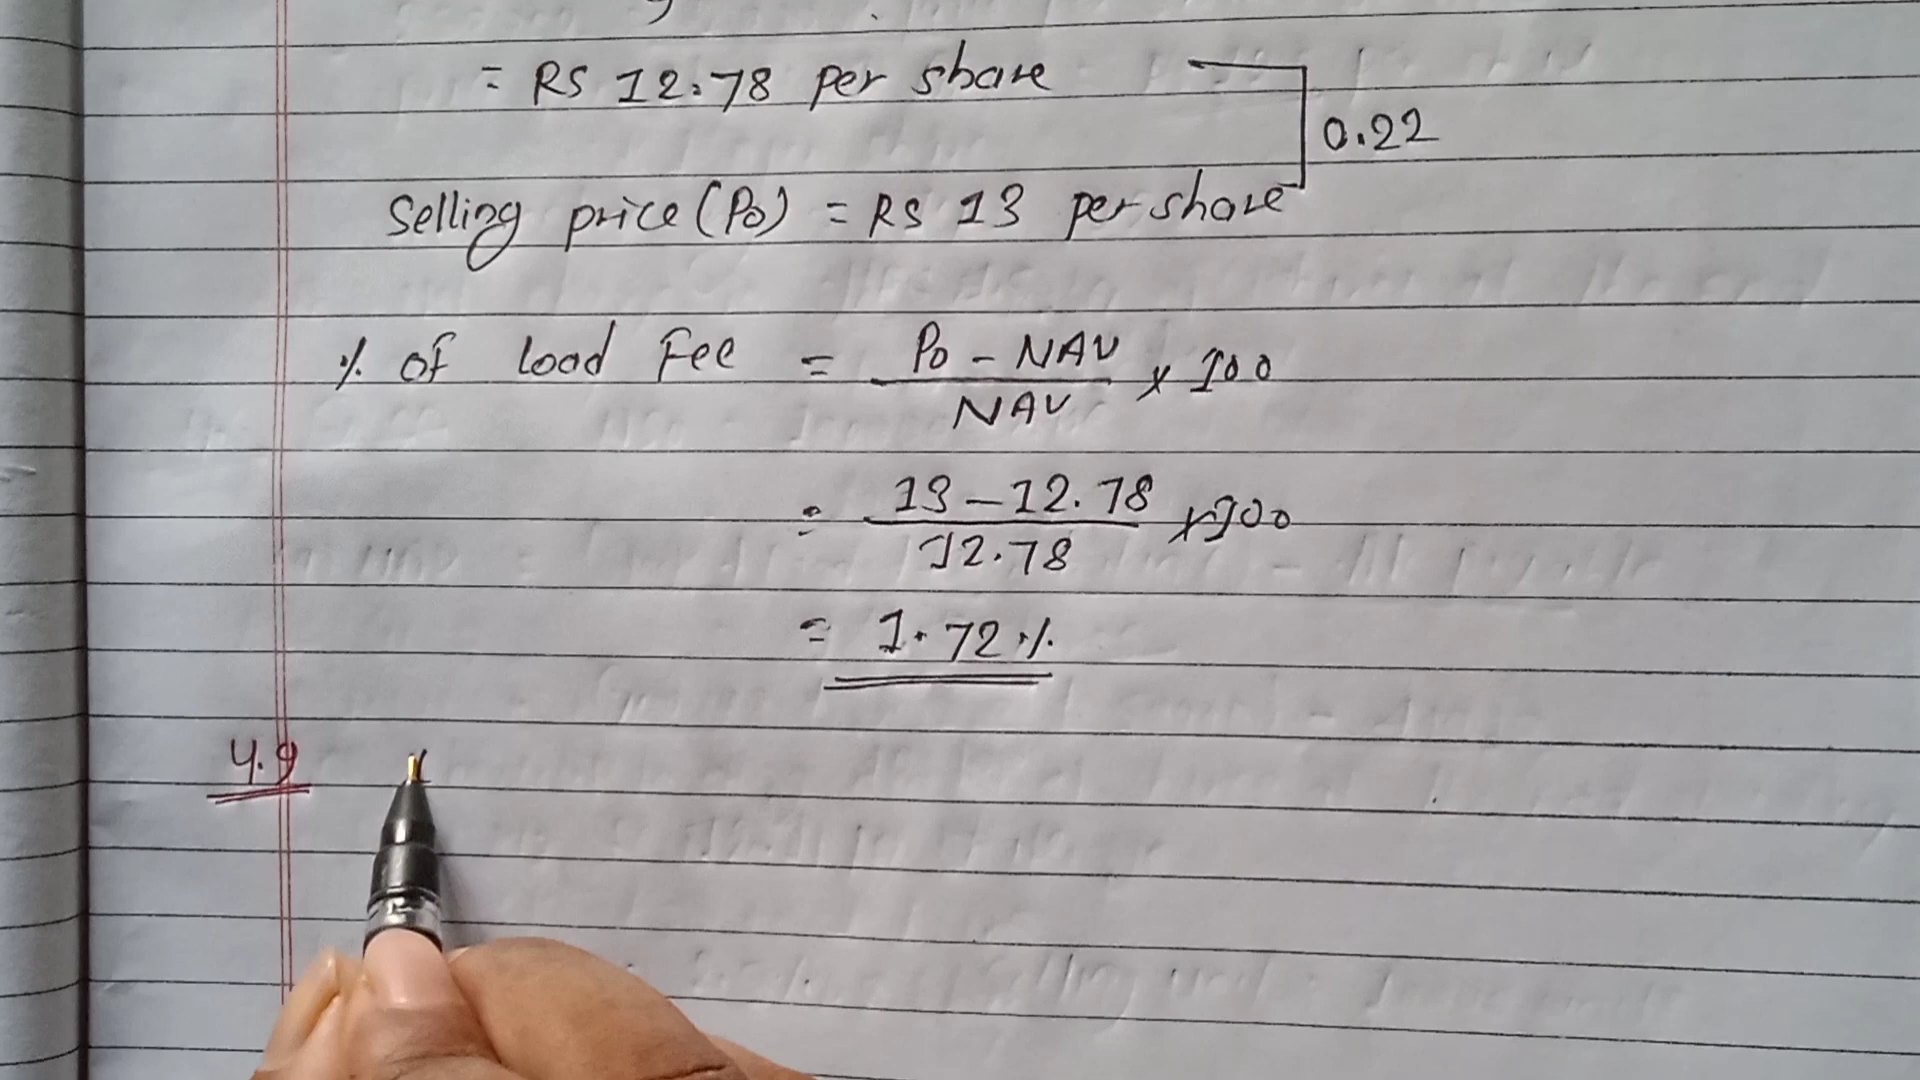 = RS 12.78 per share
0.22
Selling price (Po) = RS 13 per share
% of load Fee = Po - NAV / NAV x 100
= 13 - 12.78 / 12.78 x 100
= 1.72 %
4.9